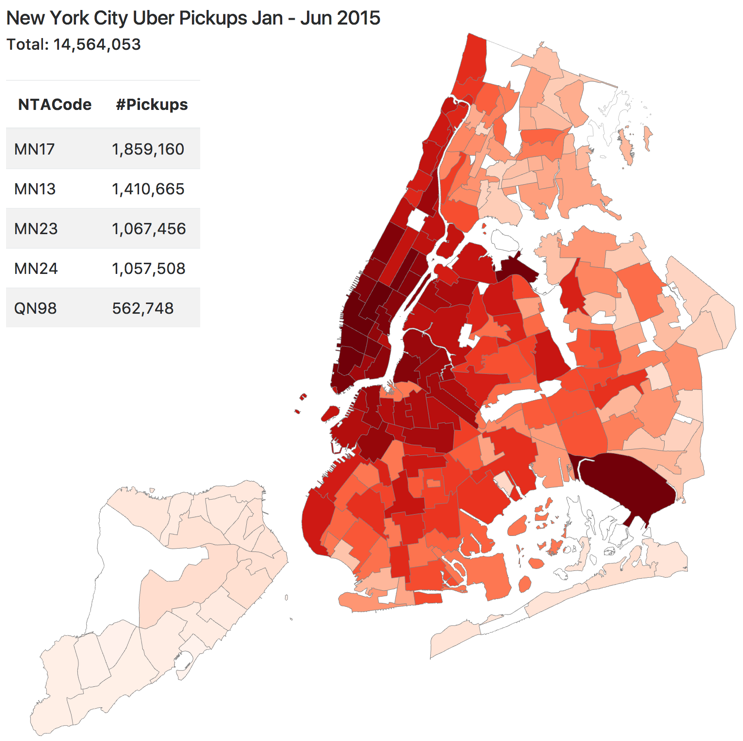 New York City Uber Pickups Jan - Jun 2015
Total: 14,564,053
NTACode #Pickups
MN17 1,859,160
MN13 1,410,665
MN23 1,067,456
MN24 1,057,508
QN98 562,748